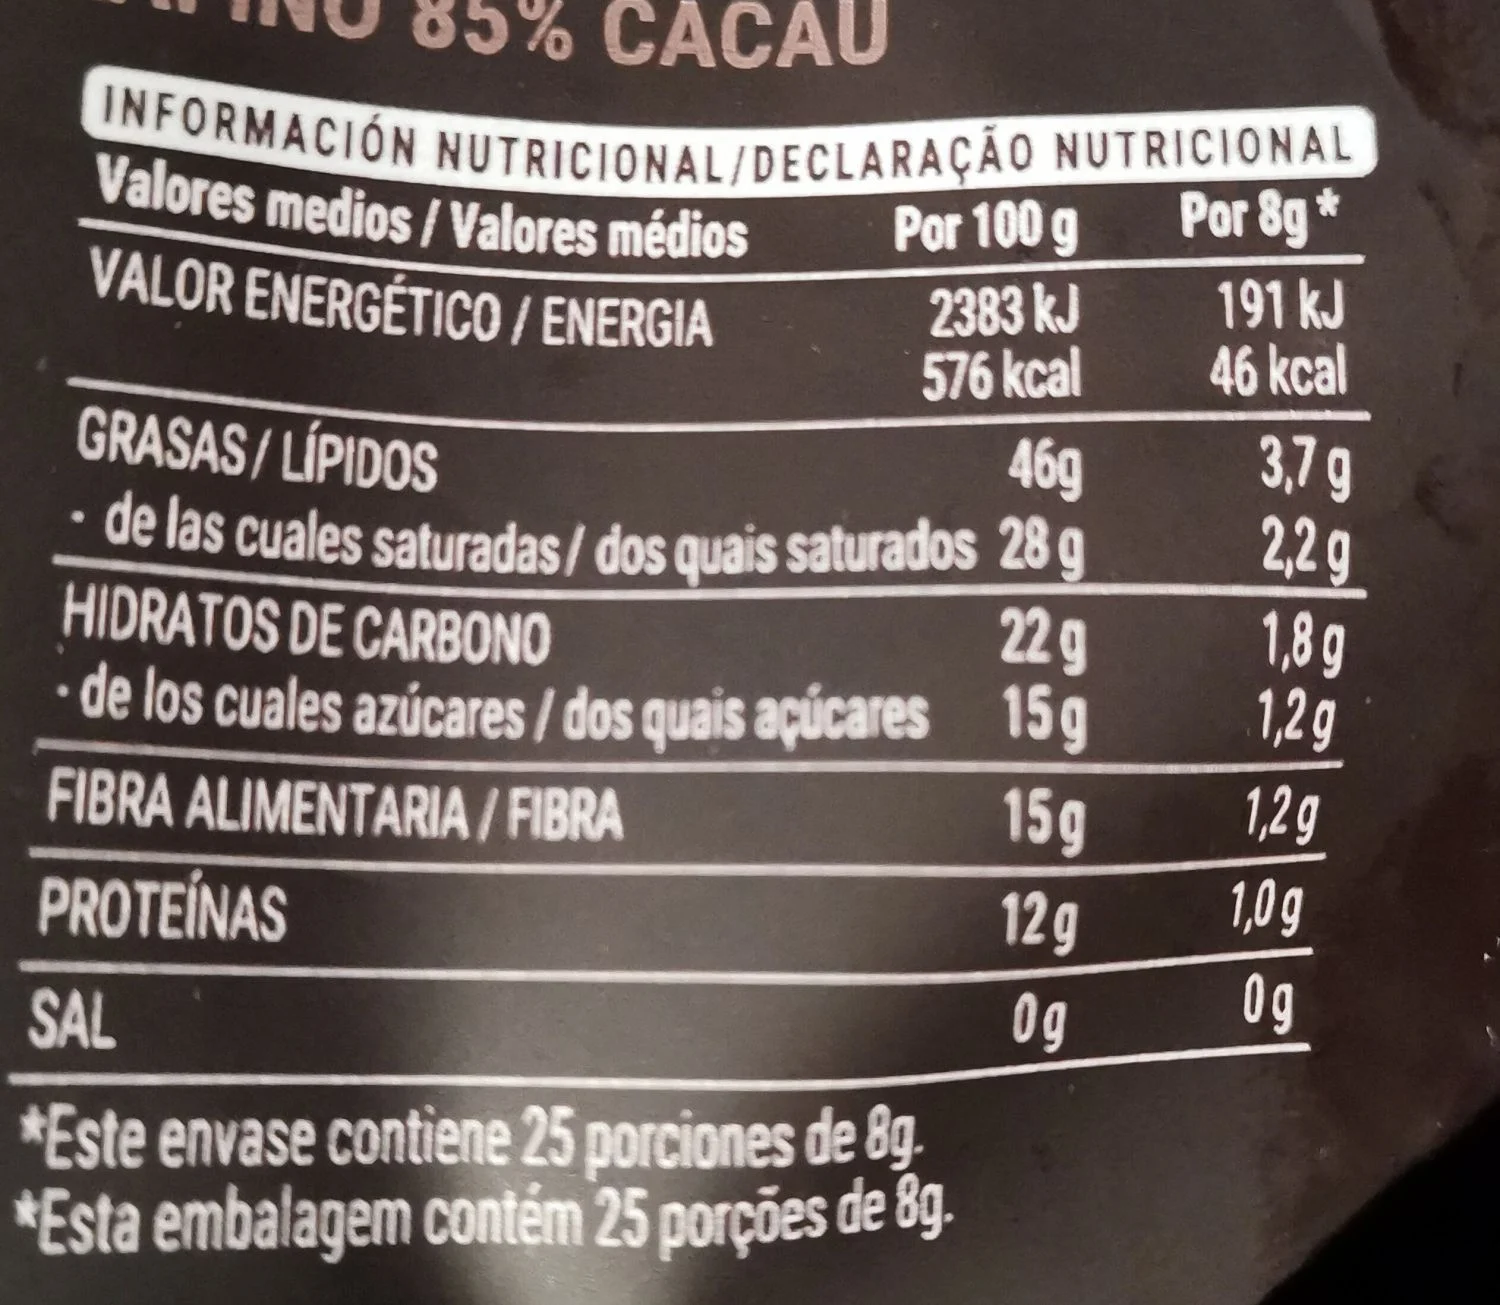 85% CACAU
INFORMACIÓN NUTRICIONAL/DECLARAÇÃO NUTRICIONAL
Valores medios / Valores médios Por 100 g Por 8g*
VALOR ENERGÉTICO / ENERGIA 2383 kJ 191 kJ
576 kcal 46 kcal
GRASAS / LÍPIDOS 46g 3,7 g
· de las cuales saturadas / dos quais saturados 28 g 2,2 g
HIDRATOS DE CARBONO 22 g 1,8 g
· de los cuales azúcares / dos quais açúcares 15 g 1,2 g
FIBRA ALIMENTARIA / FIBRA 15 g 1,2 g
PROTEÍNAS 12 g 1,0 g
SAL 0 g 0 g
*Este envase contiene 25 porciones de 8g.
*Esta embalagem contém 25 porções de 8g.